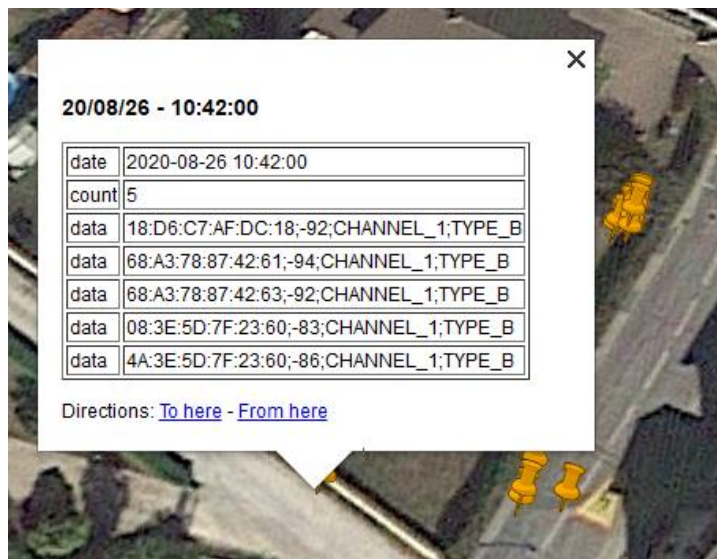 20/08/26 - 10:42:00
date 2020-08-26 10:42:00
count 5
data 18:D6:C7:AF:DC:18;-92;CHANNEL_1;TYPE_B
data 68:A3:78:87:42:61;-94;CHANNEL_1;TYPE_B
data 68:A3:78:87:42:63;-92;CHANNEL_1;TYPE_B
data 08:3E:5D:7F:23:60;-83;CHANNEL_1;TYPE_B
data 4A:3E:5D:7F:23:60;-86;CHANNEL_1;TYPE_B
Directions: To here - From here